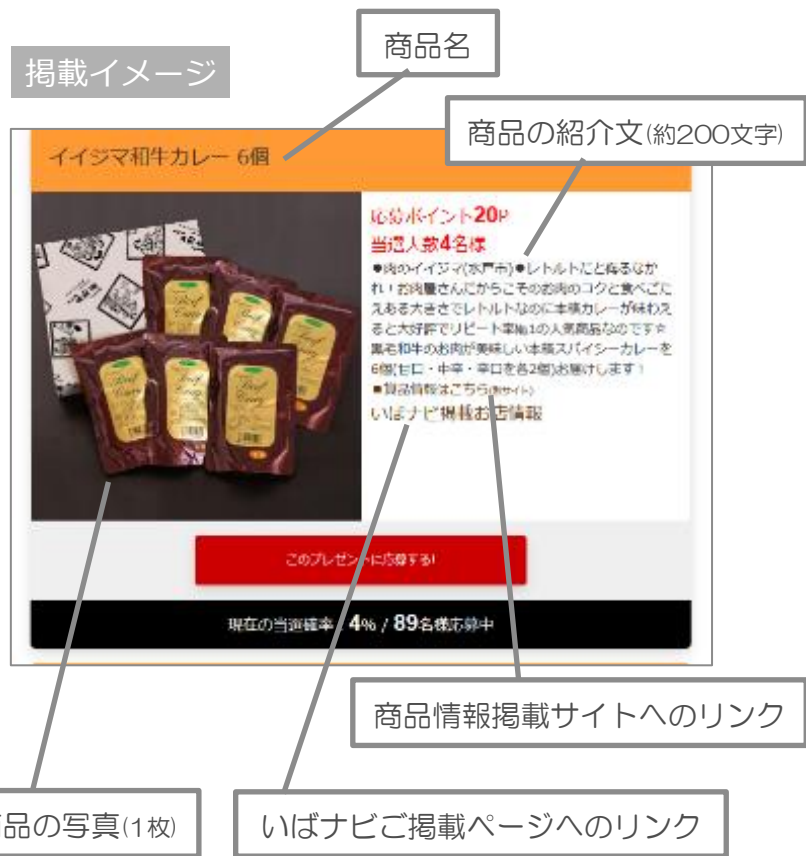 商品名
掲載イメージ
商品の紹介文(約200文字)
イイジマ和牛カレー 6個
応募ポイント20P
当選人数4名様
●肉のイイジマ(水戸市)●レトルトだと侮るなか
れ！お肉屋さんだからこそのお肉のコクと食べごた
えある大きさでレトルトなのに本格カレーが味わえ
ると大好評でリピート率No.1の人気商品なのです☆
黒毛和牛のお肉が美味しい本格スパイシーカレーを
6個(甘口・中辛・辛口を各2個)お届けします！
■賞品情報はこちら(別サイト)
いばナビ掲載お店情報
Beef
Curry
このプレゼントに応募する!
現在の当選確率 4% / 89名様応募中
商品情報掲載サイトへのリンク
品の写真(1枚)
いばナビご掲載ページへのリンク